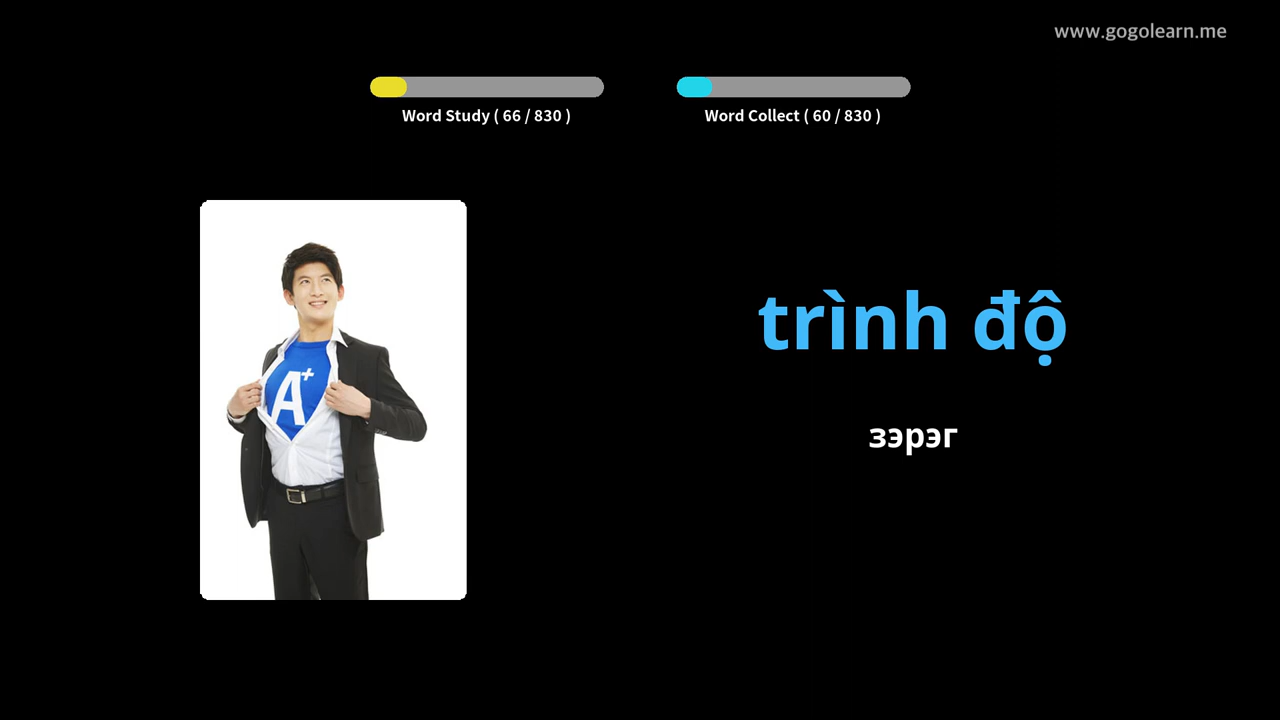 www.gogolearn.me
Word Study ( 66 / 830 )
Word Collect ( 60 / 830 )
A+
trình độ
зэрэг